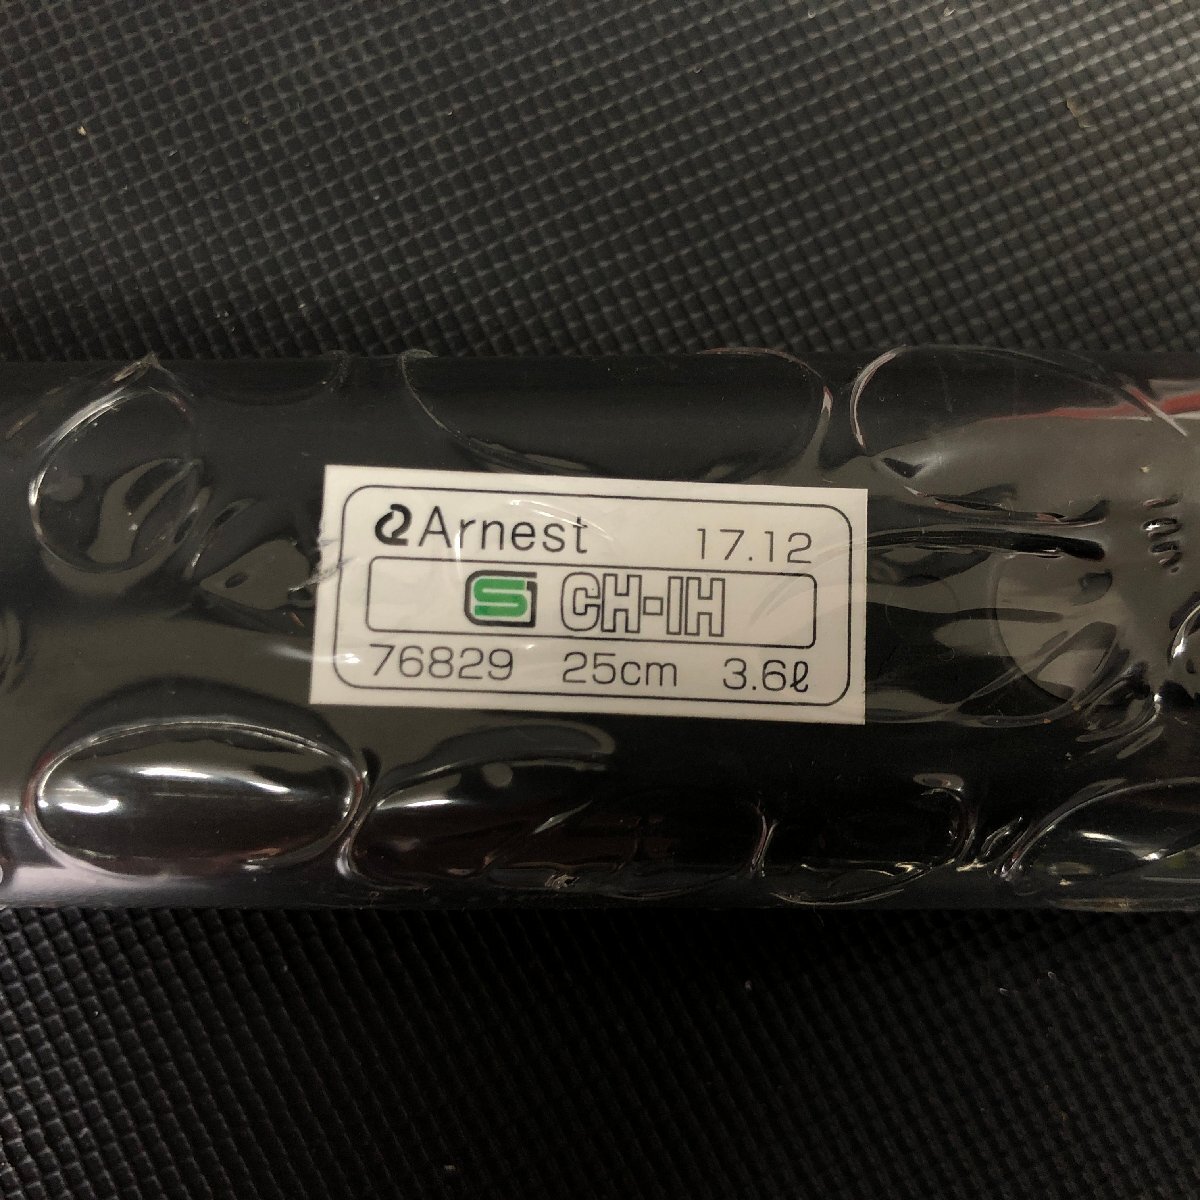 Arnest 17.12
S CH-IH
76829 25cm 3.6ℓ